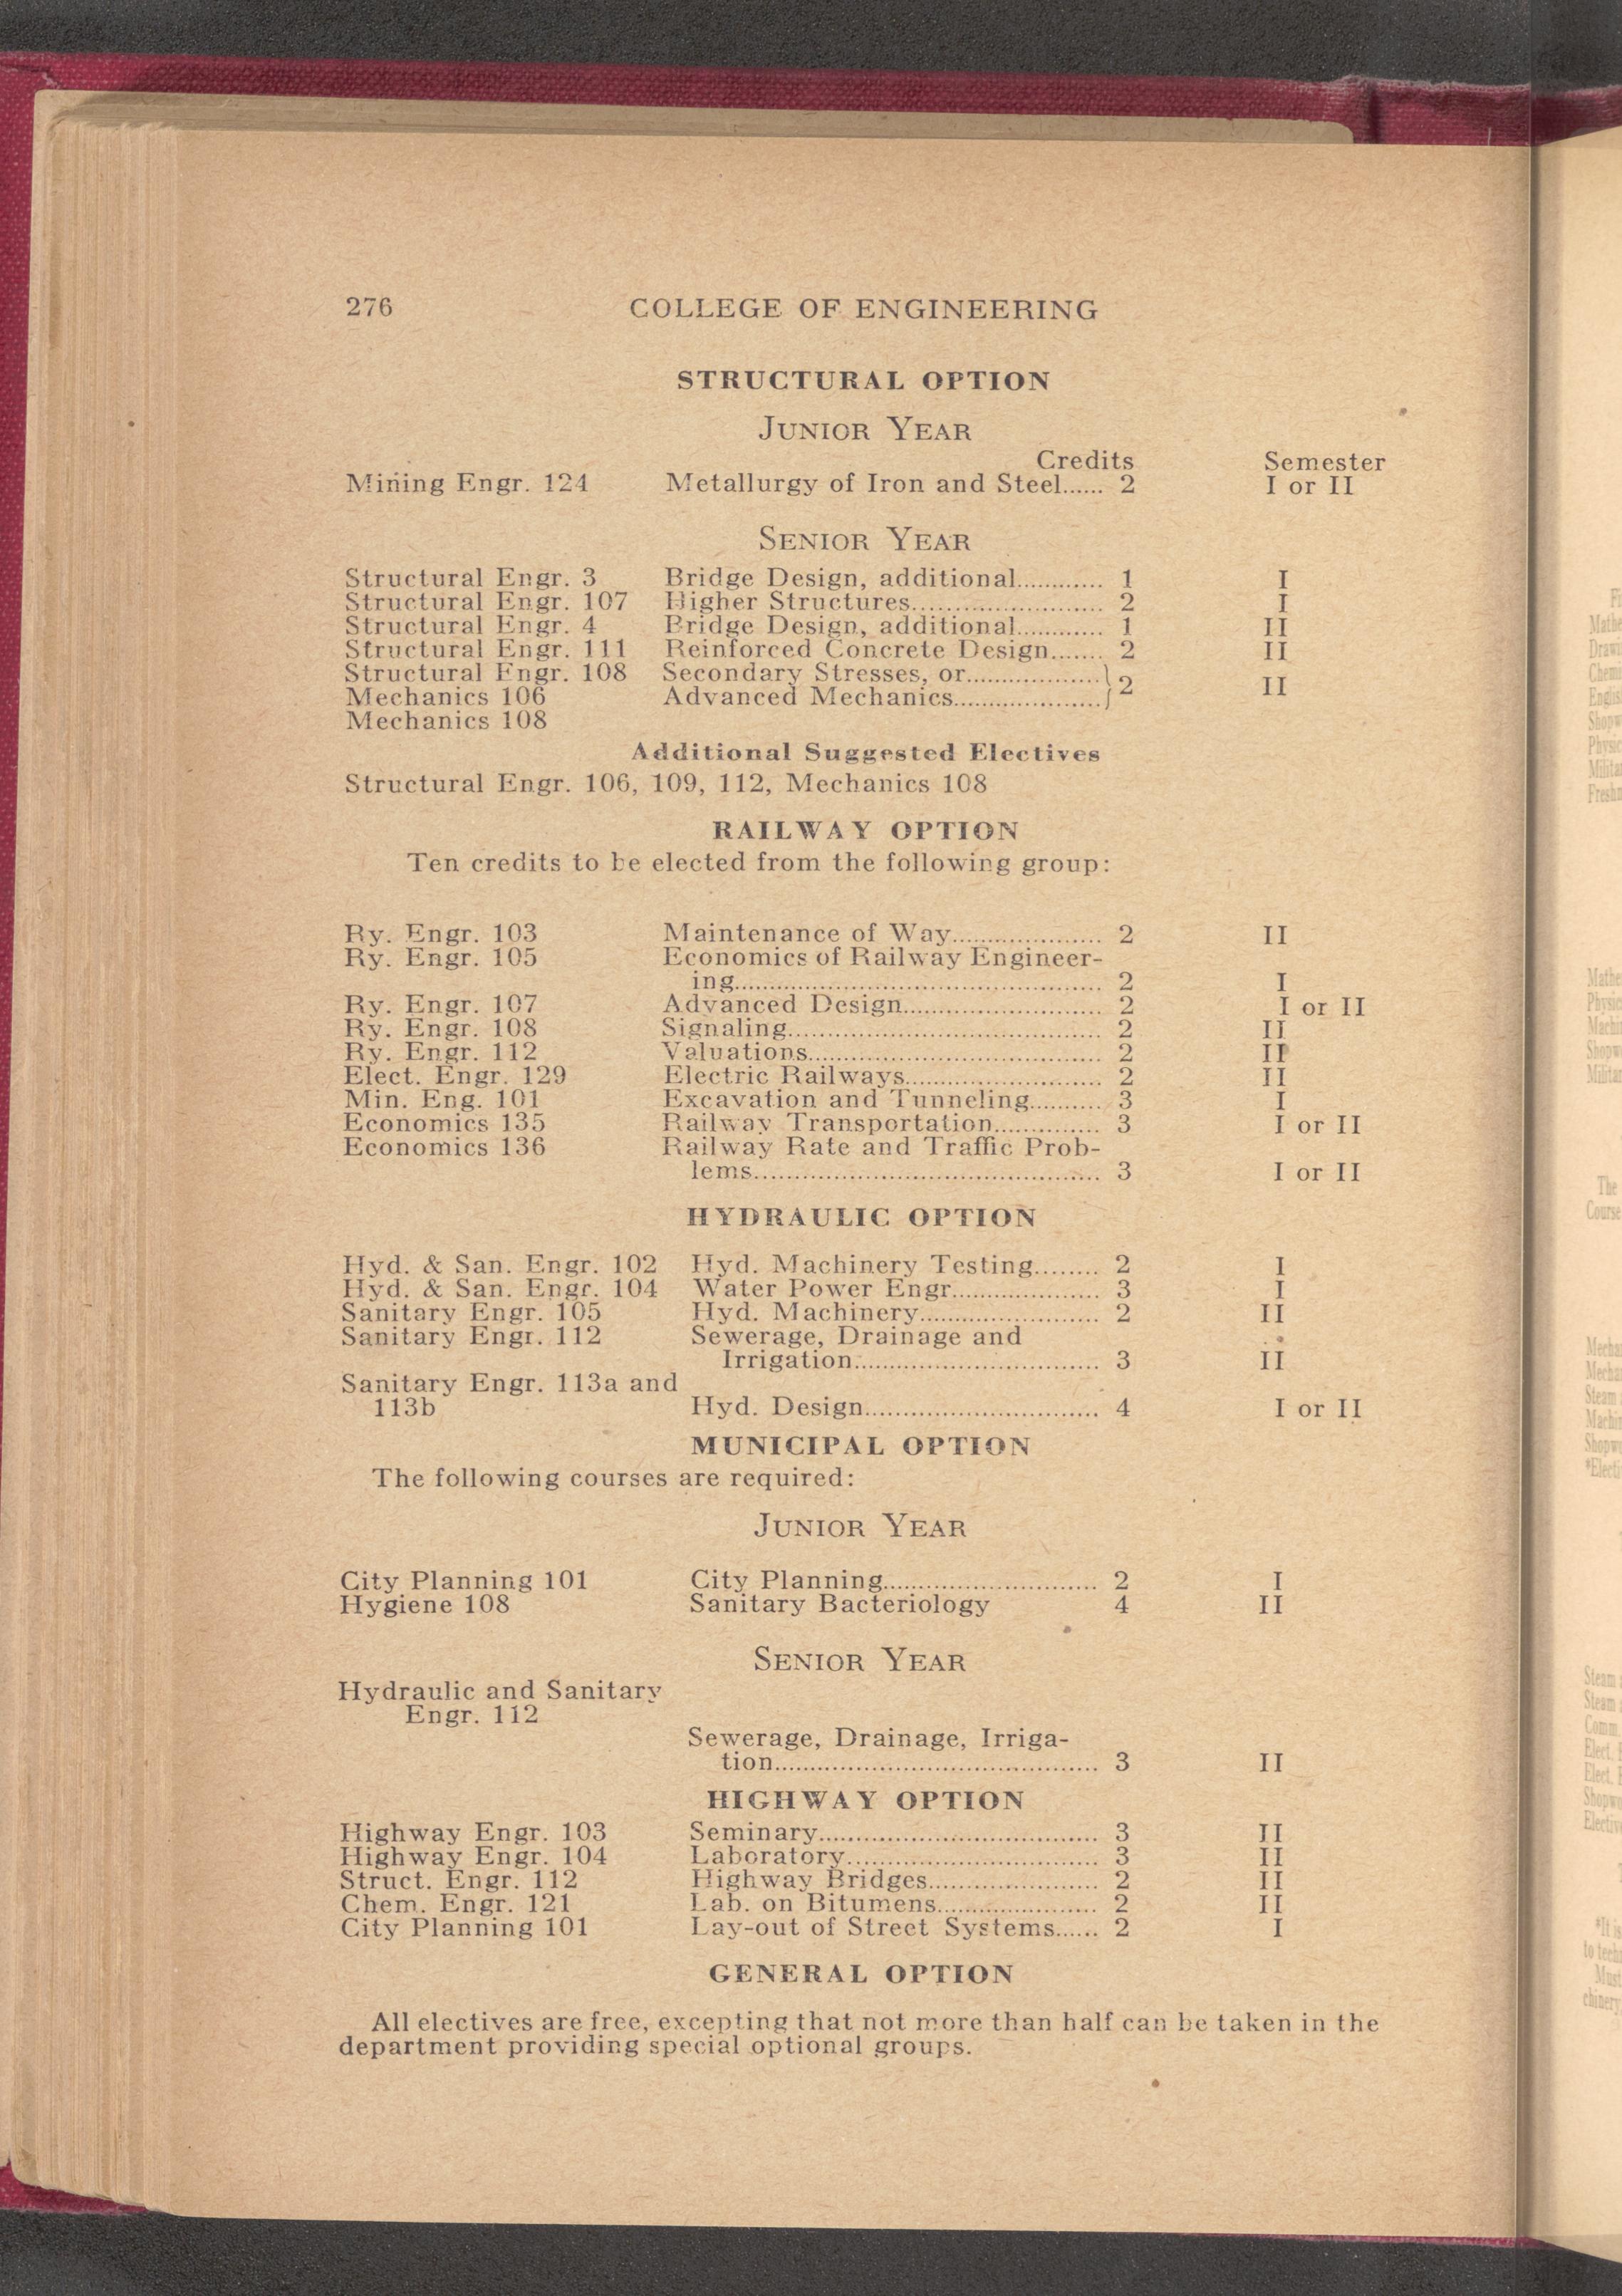 276 COLLEGE OF ENGINEERING
STRUCTURAL OPTION
JUNIOR YEAR
Credits Semester
Mining Engr. 124 Metallurgy of Iron and Steel...... 2 I or II
SENIOR YEAR
Structural Engr. 3 Bridge Design, additional............ 1 I
Structural Engr. 107 Higher Structures........................ 2 I
Structural Engr. 4 Bridge Design, additional............ 1 II
Structural Engr. 111 Reinforced Concrete Design....... 2 II
Structural Engr. 108 Secondary Stresses, or..................
Mechanics 106 Advanced Mechanics................... } 2 II
Mechanics 108
Additional Suggested Electives
Structural Engr. 106, 109, 112, Mechanics 108
RAILWAY OPTION
Ten credits to be elected from the following group:
Ry. Engr. 103 Maintenance of Way................... 2 II
Ry. Engr. 105 Economics of Railway Engineer-
ing.............................................. 2 I
Ry. Engr. 107 Advanced Design......................... 2 I or II
Ry. Engr. 108 Signaling....................................... 2 II
Ry. Engr. 112 Valuations..................................... 2 II
Elect. Engr. 129 Electric Railways......................... 2 II
Min. Eng. 101 Excavation and Tunneling.......... 3 I
Economics 135 Railway Transportation.............. 3 I or II
Economics 136 Railway Rate and Traffic Prob-
lems............................................ 3 I or II
HYDRAULIC OPTION
Hyd. & San. Engr. 102 Hyd. Machinery Testing........ 2 I
Hyd. & San. Engr. 104 Water Power Engr................... 3 I
Sanitary Engr. 105 Hyd. Machinery....................... 2 II
Sanitary Engr. 112 Sewerage, Drainage and
Irrigation............................... 3 II
Sanitary Engr. 113a and
113b Hyd. Design.............................. 4 I or II
MUNICIPAL OPTION
The following courses are required:
JUNIOR YEAR
City Planning 101 City Planning........................... 2 I
Hygiene 108 Sanitary Bacteriology 4 II
SENIOR YEAR
Hydraulic and Sanitary
Engr. 112
Sewerage, Drainage, Irriga-
tion......................................... 3 II
HIGHWAY OPTION
Highway Engr. 103 Seminary.................................... 3 II
Highway Engr. 104 Laboratory................................ 3 II
Struct. Engr. 112 Highway Bridges...................... 2 II
Chem. Engr. 121 Lab. on Bitumens..................... 2 II
City Planning 101 Lay-out of Street Systems...... 2 I
GENERAL OPTION
All electives are free, excepting that not more than half can be taken in the
department providing special optional groups.